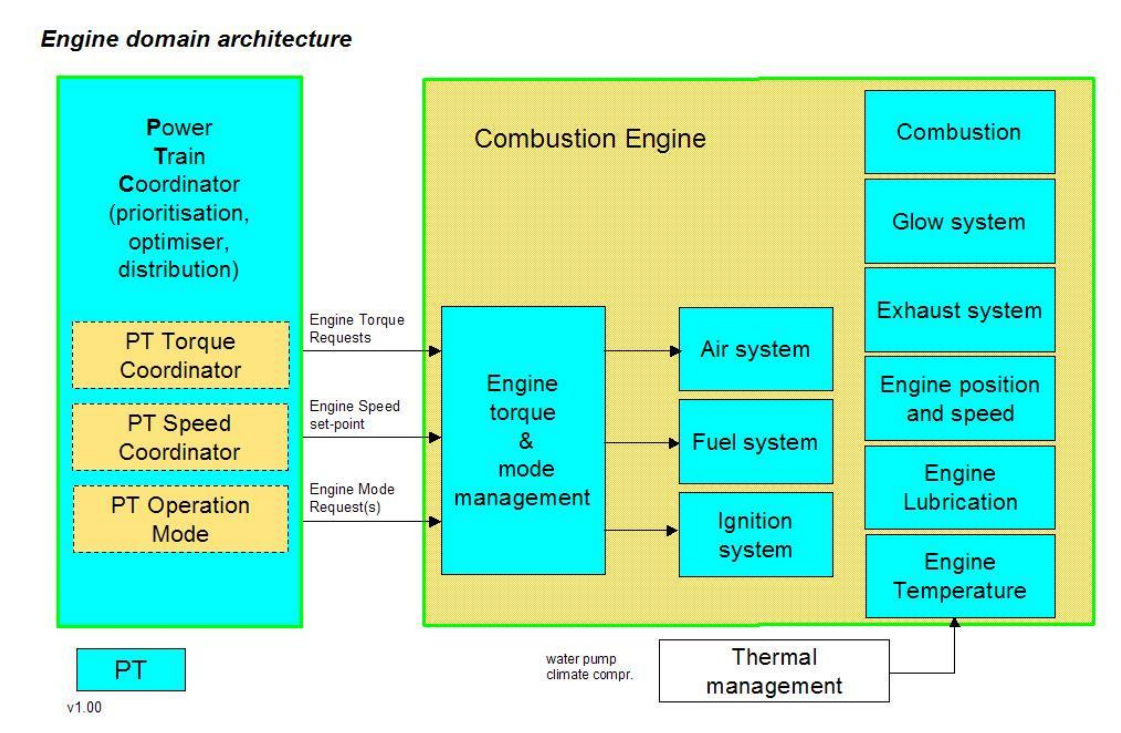 Engine domain architecture
Power
Train
Coordinator
(prioritisation,
optimiser,
distribution)
PT Torque
Coordinator
PT Speed
Coordinator
PT Operation
Mode
Engine Torque
Requests
Engine Speed
set-point
Engine Mode
Request(s)
Combustion Engine
Engine
torque
&
mode
management
Air system
Fuel system
Ignition
system
Combustion
Glow system
Exhaust system
Engine position
and speed
Engine
Lubrication
Engine
Temperature
water pump
climate compr.
Thermal
management
PT
v1.00